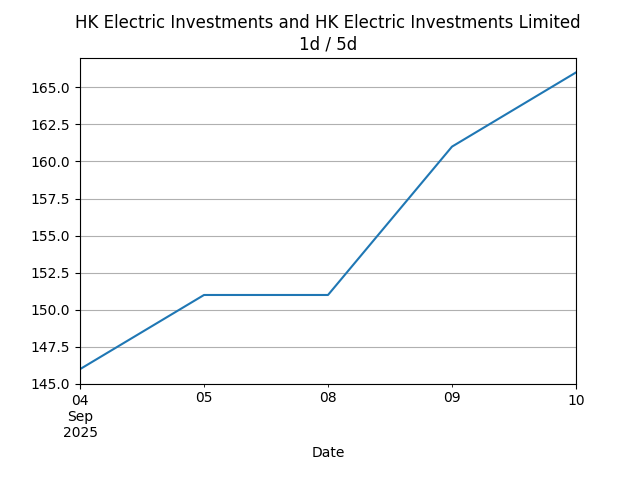 HK Electric Investments and HK Electric Investments Limited
1d / 5d
165.0
162.5
160.0
157.5
155.0
152.5
150.0
147.5
145.0
04 05 08 09 10
Sep
2025
Date